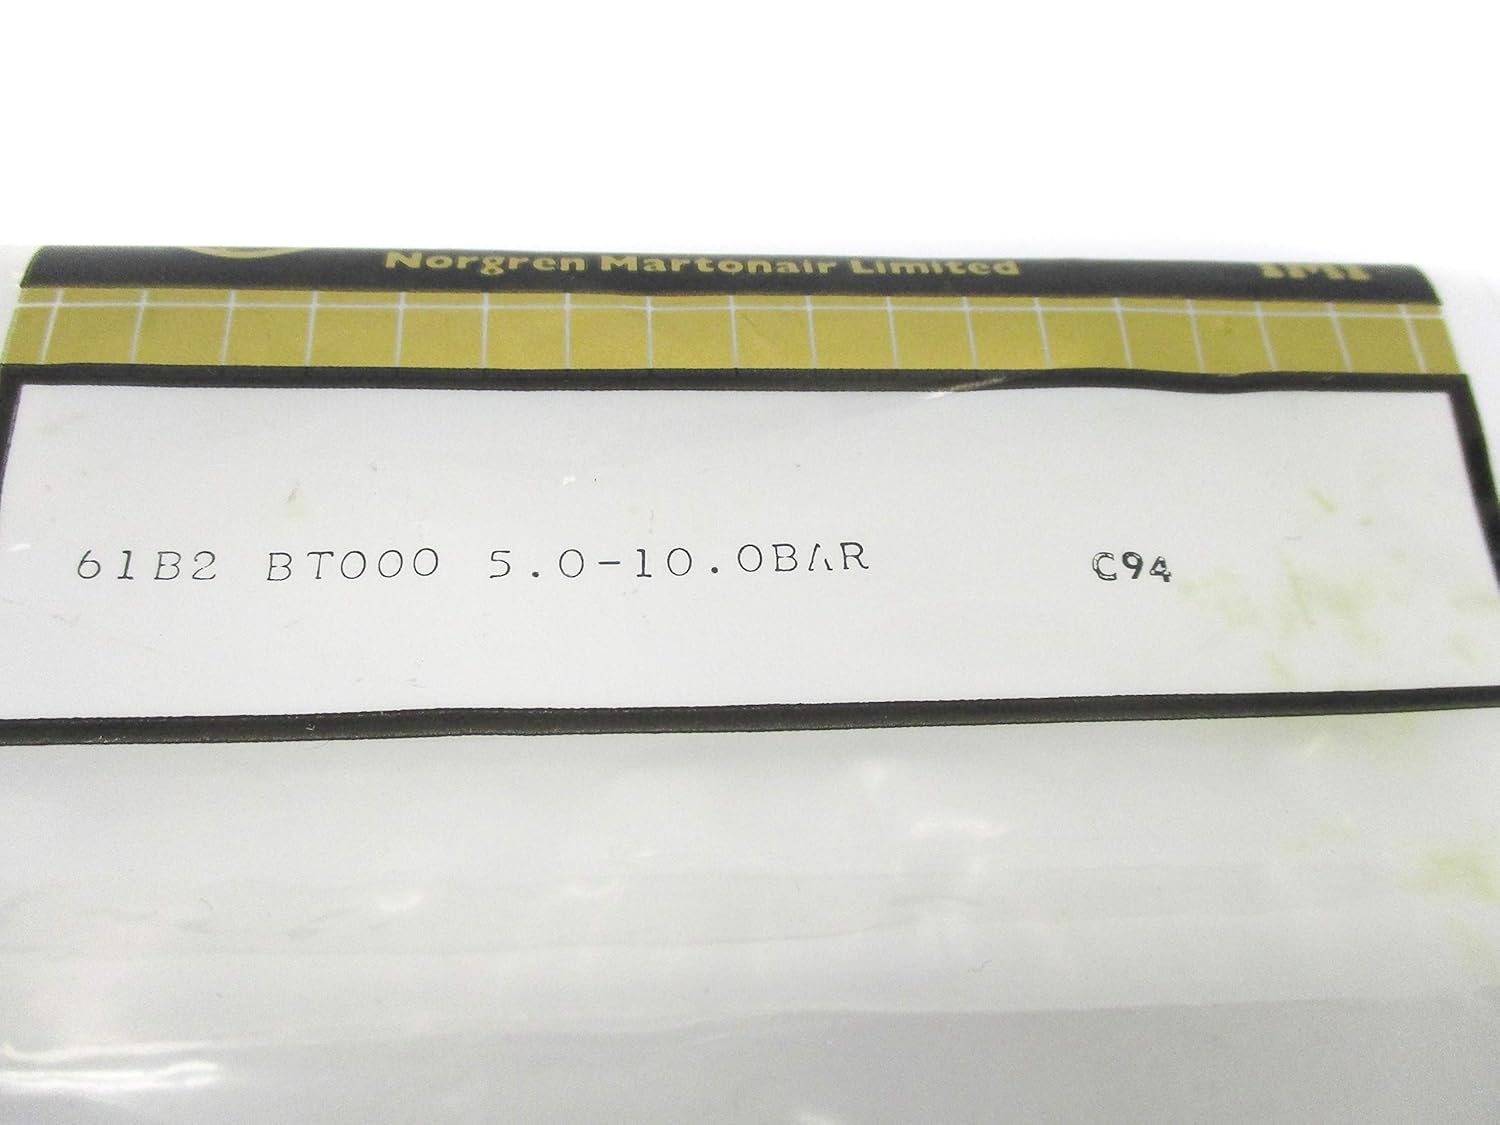 Norgren Martonair Limited IMI
61B2 BT000 5.0-10.0BAR C94